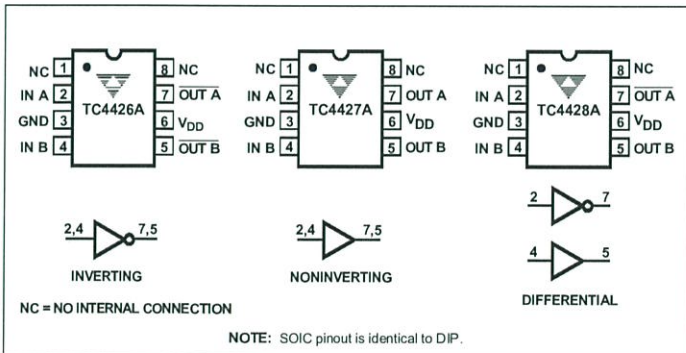 NC 1 8 NC
IN A 2 7 OUT A
GND 3 6 VDD
IN B 4 5 OUT B
TC4426A
2,4 7,5
INVERTING
NC 1 8 NC
IN A 2 7 OUT A
GND 3 6 VDD
IN B 4 5 OUT B
TC4427A
2,4 7,5
NONINVERTING
NC 1 8 NC
IN A 2 7 OUT A
GND 3 6 VDD
IN B 4 5 OUT B
TC4428A
2 7
4 5
DIFFERENTIAL
NC = NO INTERNAL CONNECTION
NOTE: SOIC pinout is identical to DIP.